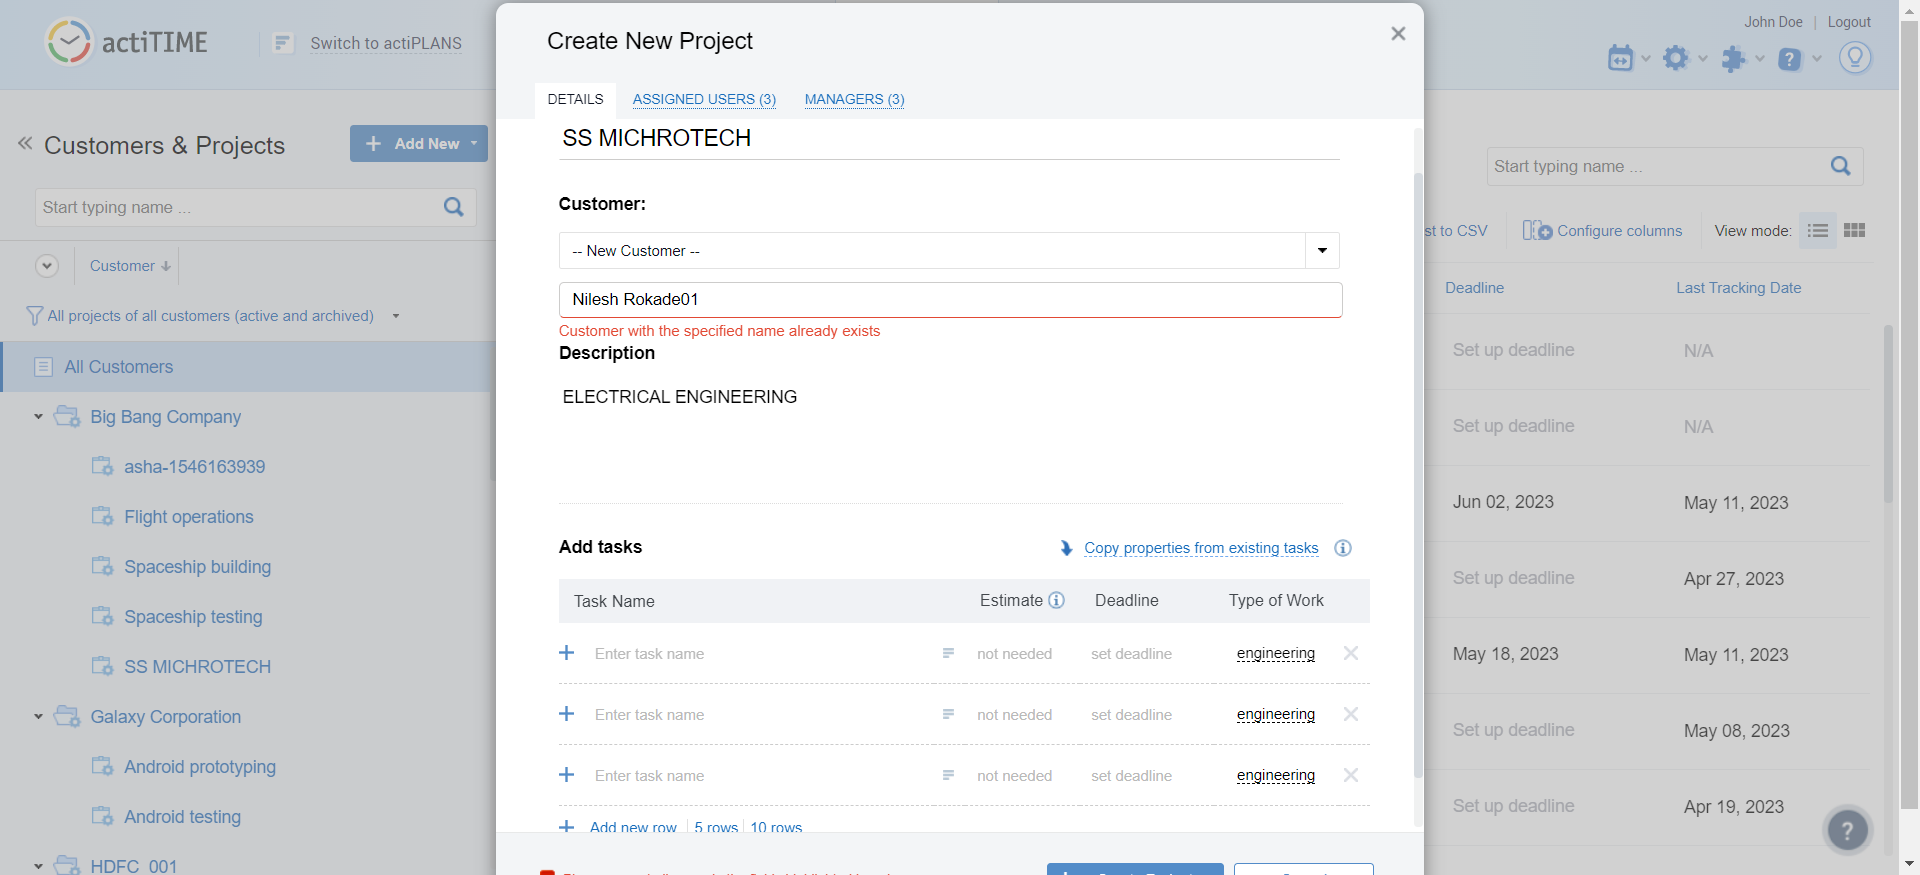 actiTIME
Switch to actiPLANS
John Doe | Logout
Customers & Projects
Add New
Start typing name ...
Customer
All projects of all customers (active and archived)
All Customers
Big Bang Company
asha-1546163939
Flight operations
Spaceship building
Spaceship testing
SS MICHROTECH
Galaxy Corporation
Android prototyping
Android testing
HDFC_001
Create New Project
DETAILS
ASSIGNED USERS (3)
MANAGERS (3)
SS MICHROTECH
Customer:
-- New Customer --
Nilesh Rokade01
Customer with the specified name already exists
Description
ELECTRICAL ENGINEERING
Add tasks
Copy properties from existing tasks
Task Name Estimate Deadline Type of Work
Enter task name not needed set deadline engineering
Enter task name not needed set deadline engineering
Enter task name not needed set deadline engineering
Add new row 5 rows 10 rows
Start typing name ...
st to CSV
Configure columns
View mode:
Deadline Last Tracking Date
Set up deadline N/A
Set up deadline N/A
Jun 02, 2023 May 11, 2023
Set up deadline Apr 27, 2023
May 18, 2023 May 11, 2023
Set up deadline May 08, 2023
Set up deadline Apr 19, 2023
?